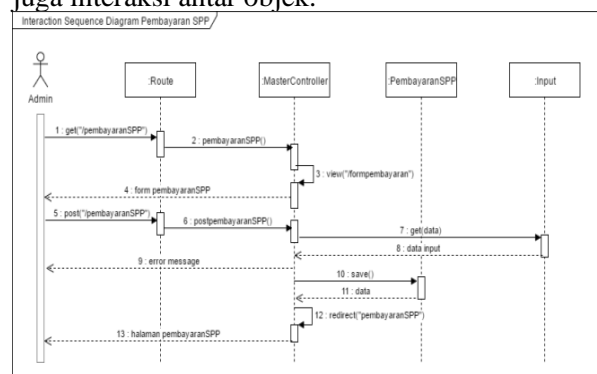 juga interaksi antar objek.
Interaction Sequence Diagram Pembayaran SPP
Admin
:Route
:MasterController
:PembayaranSPP
:Input
1 : get("/pembayaranSPP")
2 : pembayaranSPP()
3 : view("/formpembayaran")
4 : form pembayaranSPP
5 : post("/pembayaranSPP")
6 : postpembayaranSPP()
7 : get(data)
8 : data input
9 : error message
10 : save()
11 : data
12 : redirect("pembayaranSPP")
13 : halaman pembayaranSPP